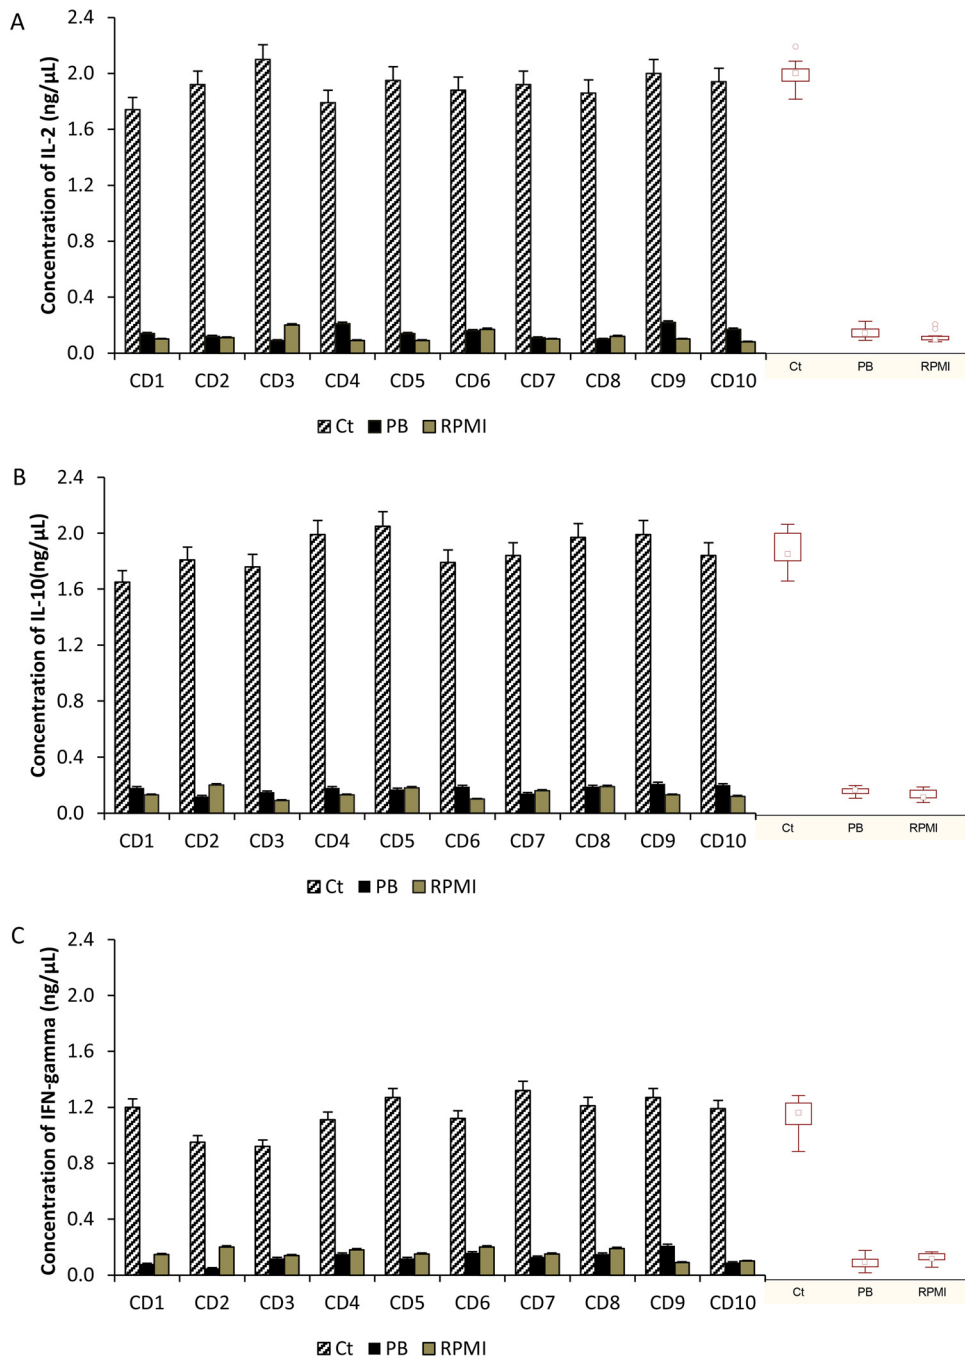 A
Concentration of IL-2 (ng/µL)
2.4
2.0
1.6
1.2
0.8
0.4
0.0
CD1 CD2 CD3 CD4 CD5 CD6 CD7 CD8 CD9 CD10
Ct PB RPMI
Ct PB RPMI
B
Concentration of IL-10(ng/µL)
2.4
2.0
1.6
1.2
0.8
0.4
0.0
CD1 CD2 CD3 CD4 CD5 CD6 CD7 CD8 CD9 CD10
Ct PB RPMI
Ct PB RPMI
C
Concentration of IFN-gamma (ng/µL)
2.4
2.0
1.6
1.2
0.8
0.4
0.0
CD1 CD2 CD3 CD4 CD5 CD6 CD7 CD8 CD9 CD10
Ct PB RPMI
Ct PB RPMI